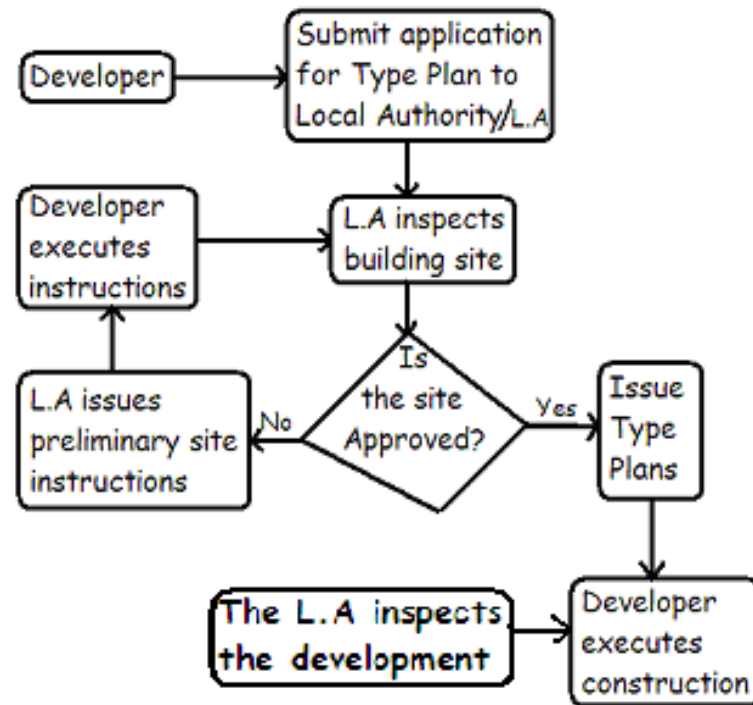 Developer
Submit application
for Type Plan to
Local Authority/L.A
Developer
executes
instructions
L.A inspects
building site
Is
the site
Approved?
No
Yes
L.A issues
preliminary site
instructions
Issue
Type
Plans
The L.A inspects
the development
Developer
executes
construction